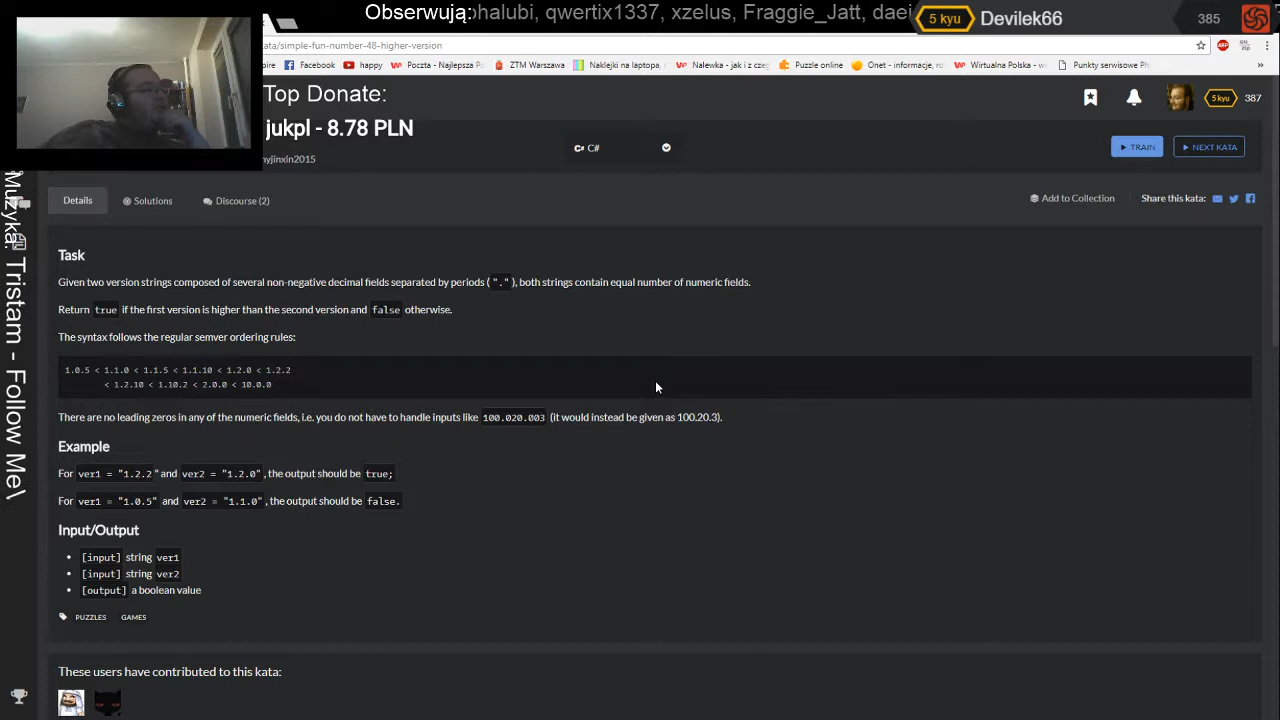 Obserwują: phalubi, qwertix1337, xzelus, Fraggie_Jatt, daei
5 kyu Devilek66 385
kata/simple-fun-number-48-higher-version
Facebook happy Poczta - Najlepsza Po ZTM Warszawa Naklejki na laptopa, Nalewka - jak i z czeg Puzzle online Onet - informacje, ro Wirtualna Polska - w Punkty serwisowe Ph »
Top Donate:
5 kyu 387
jukpl - 8.78 PLN
C#
TRAIN NEXT KATA
nyjinxin2015
Muzyka: Tristam - Follow Me\
Details Solutions Discourse (2) Add to Collection Share this kata:
Task
Given two version strings composed of several non-negative decimal fields separated by periods ("."), both strings contain equal number of numeric fields.
Return true if the first version is higher than the second version and false otherwise.
The syntax follows the regular semver ordering rules:
1.0.5 < 1.1.0 < 1.1.5 < 1.1.10 < 1.2.0 < 1.2.2
< 1.2.10 < 1.10.2 < 2.0.0 < 10.0.0
There are no leading zeros in any of the numeric fields, i.e. you do not have to handle inputs like 100.020.003 (it would instead be given as 100.20.3).
Example
For ver1 = "1.2.2" and ver2 = "1.2.0", the output should be true;
For ver1 = "1.0.5" and ver2 = "1.1.0", the output should be false.
Input/Output
[input] string ver1
[input] string ver2
[output] a boolean value
PUZZLES GAMES
These users have contributed to this kata: